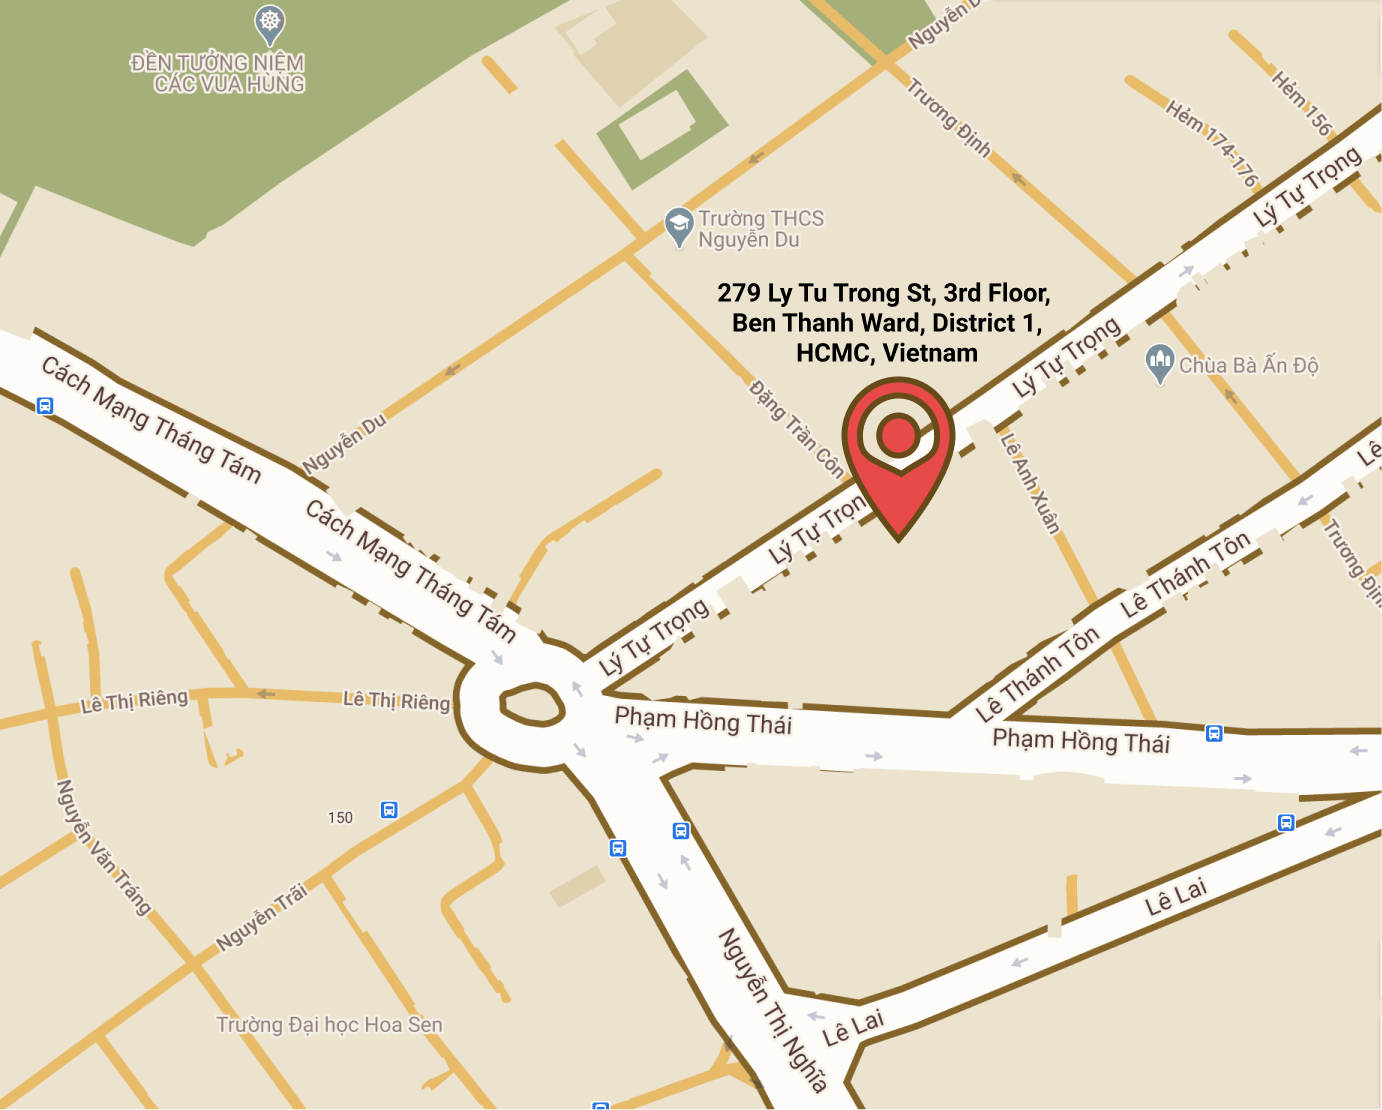 Nguyễn D
ĐỀN TƯỞNG NIỆM
CÁC VUA HÙNG
Trương Định
Hẻm 156
Hẻm 174-176
Lý Tự Trọng
Trường THCS
Nguyễn Du
279 Ly Tu Trong St, 3rd Floor,
Ben Thanh Ward, District 1,
HCMC, Vietnam
Lý Tự Trọng
Chùa Bà Ấn Độ
Cách Mạng Tháng Tám
Nguyễn Du
Đặng Trần Côn
Lê Anh Xuân
Lê
Cách Mạng Tháng Tám
Lý Tự Trọn
Lê Thánh Tôn
Trương Địn
Lý Tự Trọng
Lê Thánh Tôn
Lê Thị Riêng
Lê Thị Riêng
Phạm Hồng Thái
Phạm Hồng Thái
150
Nguyễn Văn Tráng
Nguyễn Trãi
Lê Lai
Nguyễn Thị Nghĩa
Trường Đại học Hoa Sen
Lê Lai